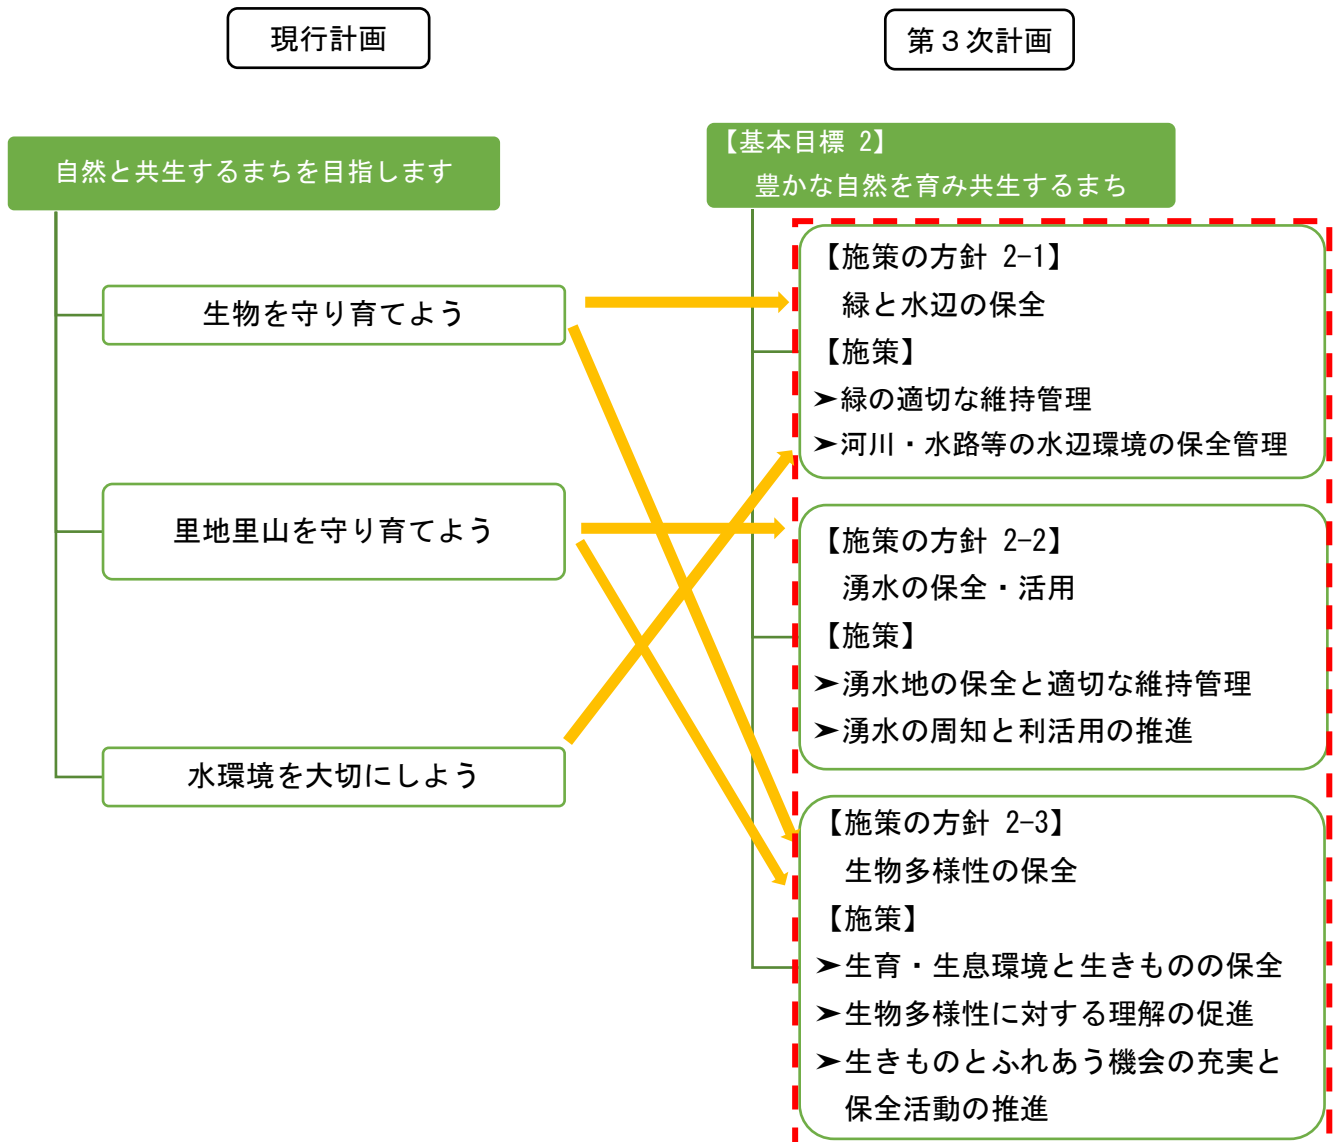 現行計画
自然と共生するまちを目指します
生物を守り育てよう
里地里山を守り育てよう
水環境を大切にしよう
第3次計画
【基本目標 2】
豊かな自然を育み共生するまち
【施策の方針 2-1】
緑と水辺の保全
【施策】
➤緑の適切な維持管理
➤河川・水路等の水辺環境の保全管理
【施策の方針 2-2】
湧水の保全・活用
【施策】
➤湧水地の保全と適切な維持管理
➤湧水の周知と利活用の推進
【施策の方針 2-3】
生物多様性の保全
【施策】
➤生育・生息環境と生きものの保全
➤生物多様性に対する理解の促進
➤生きものとふれあう機会の充実と
保全活動の推進